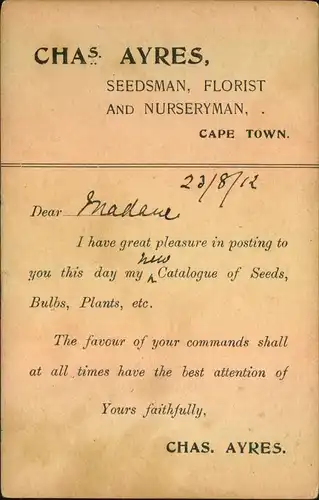 CHAS. AYRES,
SEEDSMAN, FLORIST
AND NURSERYMAN,
CAPE TOWN.
23/8/12
Dear Madam
I have great pleasure in posting to
you this day my new Catalogue of Seeds,
Bulbs, Plants, etc.
The favour of your commands shall
at all times have the best attention of
Yours faithfully,
CHAS. AYRES.